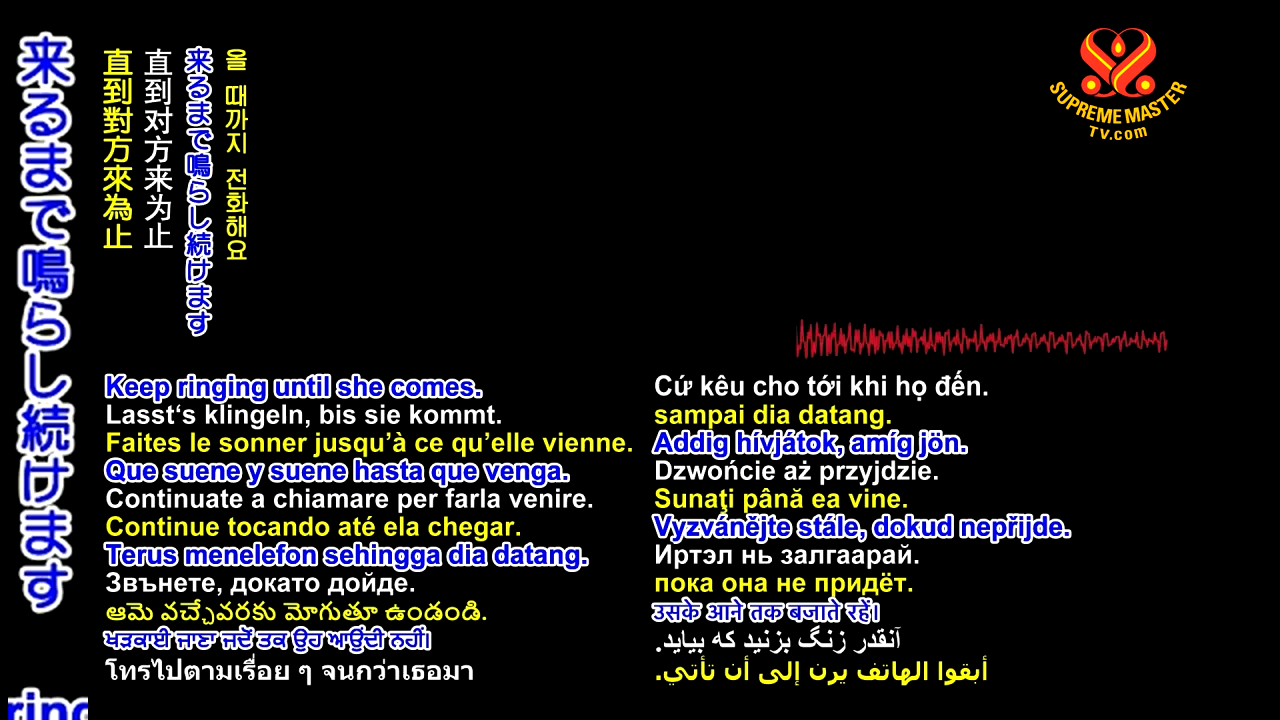 来るまで鳴らし続けます
直到對方來為止
直到对方来为止
来るまで鳴らし続けます
올 때까지 전화해요
SUPREME MASTER
TV.com
Keep ringing until she comes.
Lasst‘s klingeln, bis sie kommt.
Faites le sonner jusqu’à ce qu’elle vienne.
Que suene y suene hasta que venga.
Continuate a chiamare per farla venire.
Continue tocando até ela chegar.
Terus menelefon sehingga dia datang.
Звънете, докато дойде.
ఆమె వచ్చేవరకు మోగుతూ ఉండండి.
ਖੜਕਾਈ ਜਾਣਾ ਜਦੋਂ ਤਕ ਉਹ ਆਉਂਦੀ ਨਹੀਂ।
โทรไปตามเรื่อย ๆ จนกว่าเธอมา
Cứ kêu cho tới khi họ đến.
sampai dia datang.
Addig hívjátok, amíg jön.
Dzwońcie aż przyjdzie.
Sunaţi până ea vine.
Vyzvánějte stále, dokud nepřijde.
Иртэл нь залгаарай.
пока она не придёт.
उसके आने तक बजाते रहें।
آنقدر زنگ بزنید که بیاید.
أبقوا الهاتف يرن إلى أن تأتي.
ring